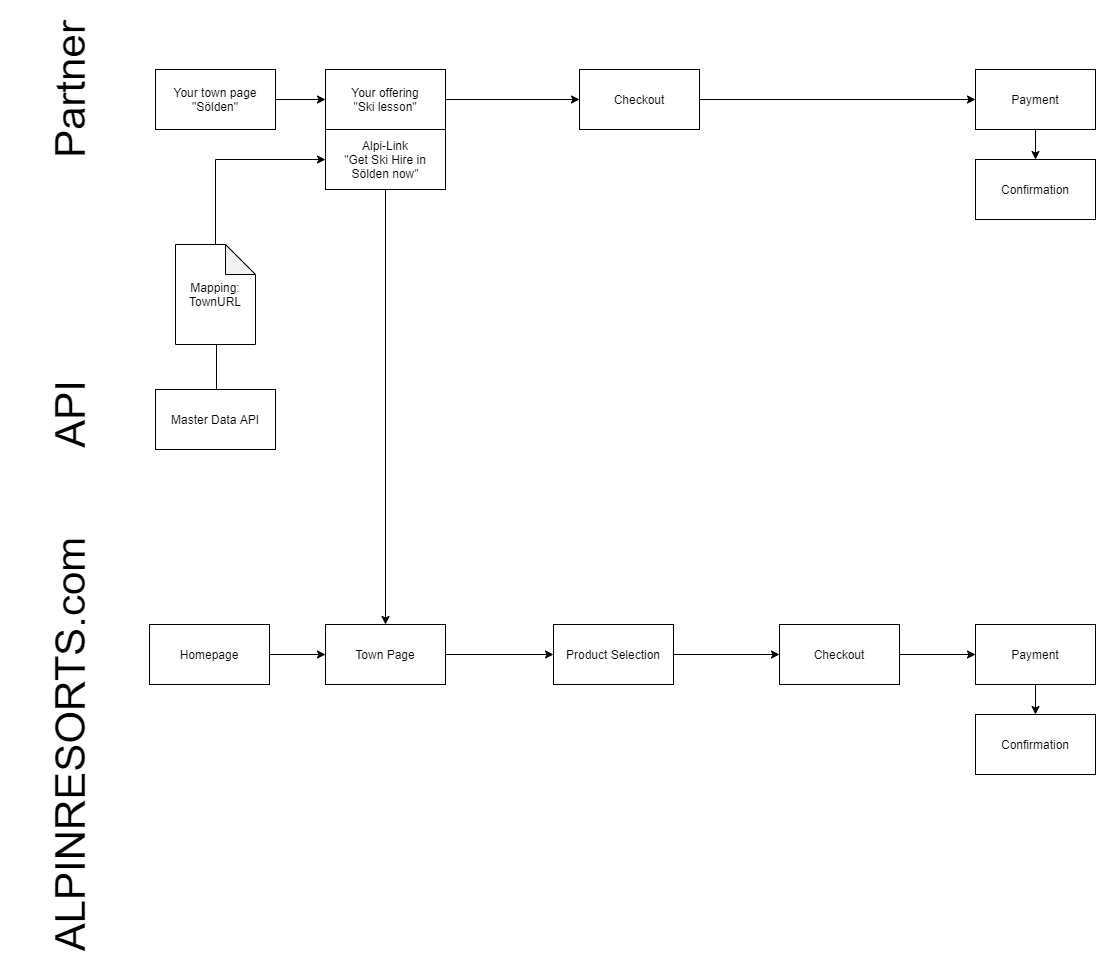 Partner
Your town page
"Sölden"
Your offering
"Ski lesson"
Checkout
Payment
Alpi-Link
"Get Ski Hire in
Sölden now"
Confirmation
Mapping:
TownURL
API
Master Data API
ALPINRESORTS.com
Homepage
Town Page
Product Selection
Checkout
Payment
Confirmation